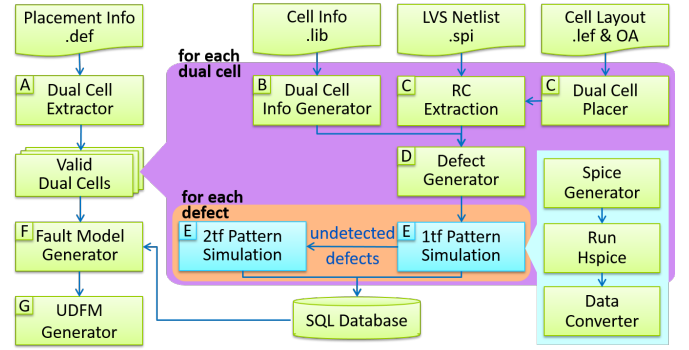 Placement Info
.def
Cell Info
.lib
LVS Netlist
.spi
Cell Layout
.lef & OA
for each
dual cell
A
Dual Cell
Extractor
B
Dual Cell
Info Generator
C
RC
Extraction
C
Dual Cell
Placer
Valid
Dual Cells
D
Defect
Generator
Spice
Generator
for each
defect
F
Fault Model
Generator
E
2tf Pattern
Simulation
undetected
defects
E
1tf Pattern
Simulation
Run
Hspice
G
UDFM
Generator
SQL Database
Data
Converter